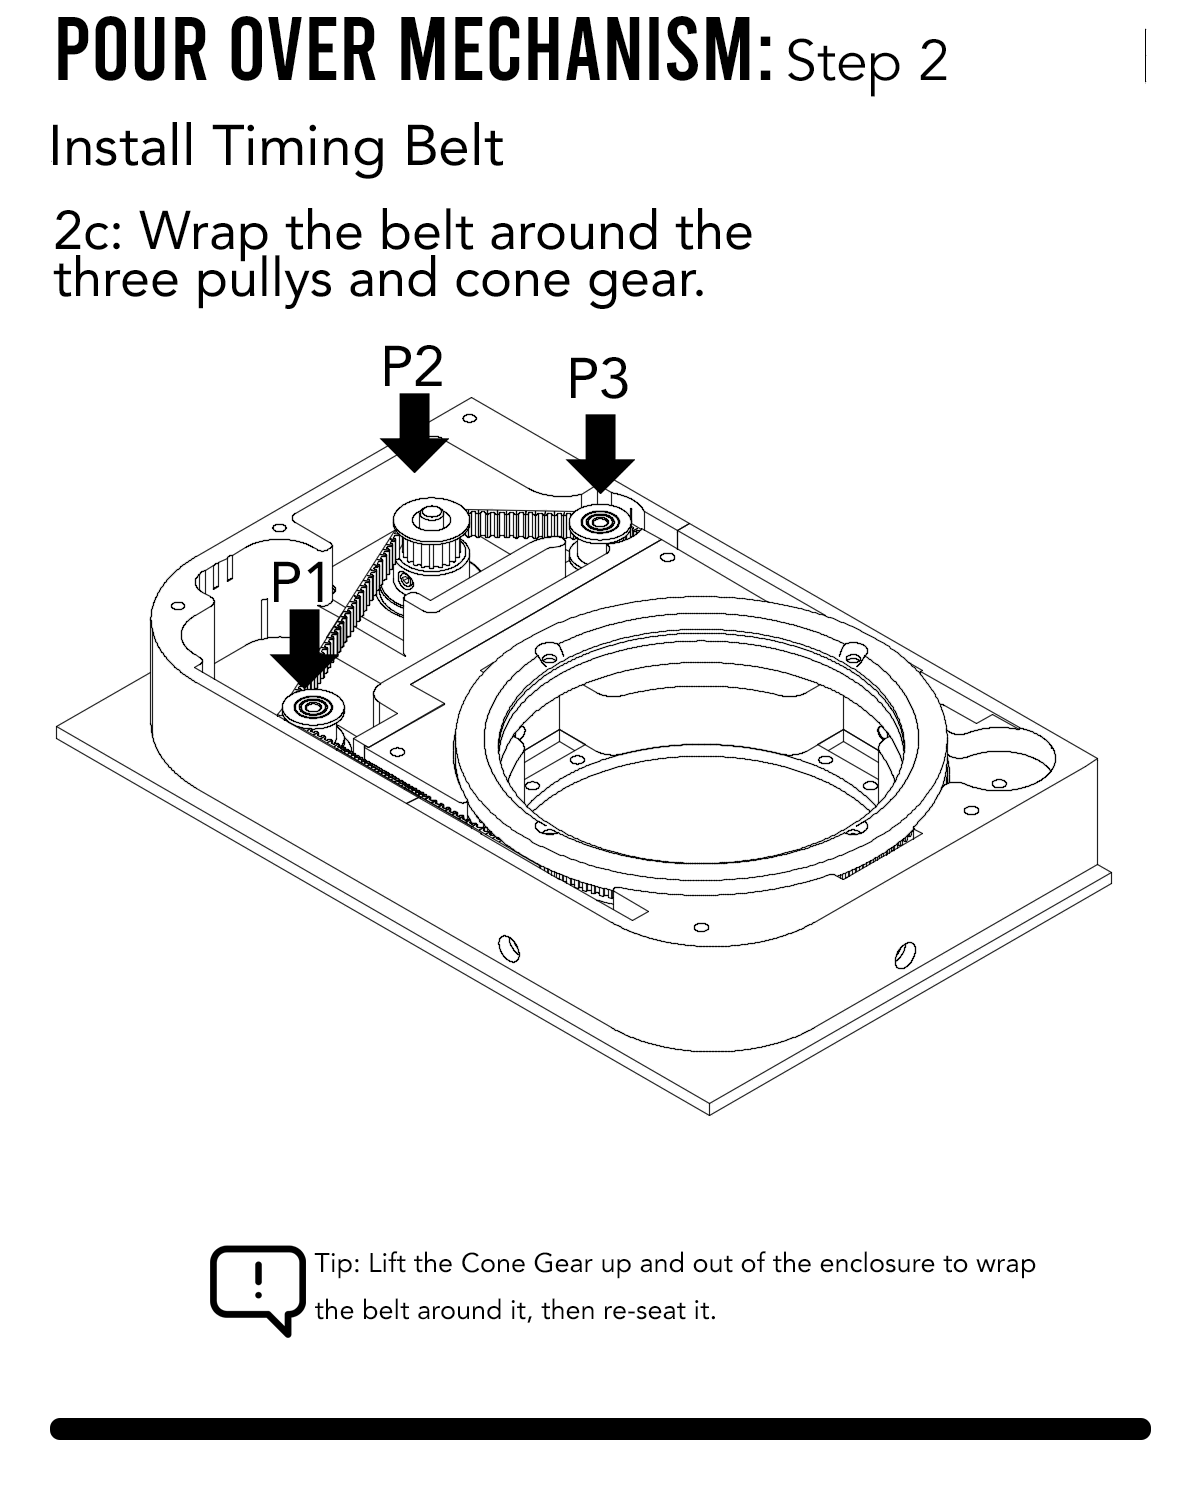 POUR OVER MECHANISM: Step 2
Install Timing Belt
2c: Wrap the belt around the
three pullys and cone gear.
P2
P3
P1
!
Tip: Lift the Cone Gear up and out of the enclosure to wrap
the belt around it, then re-seat it.